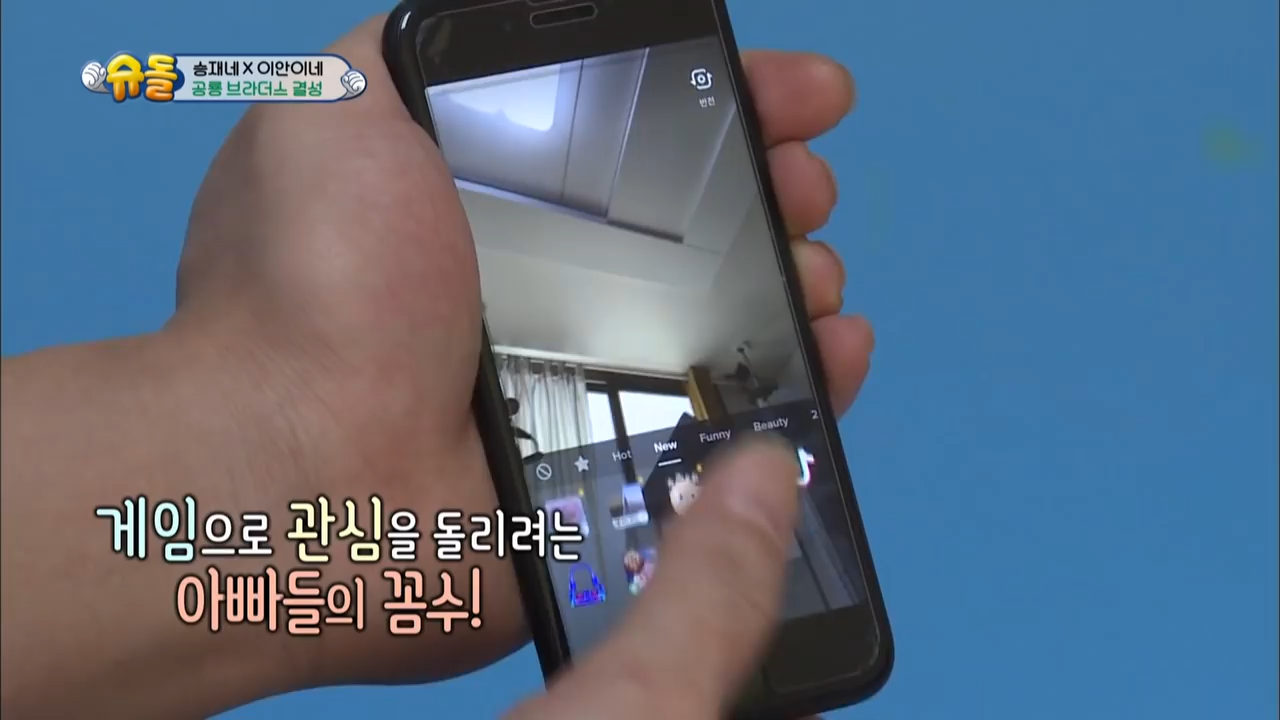 슈돌
승재네 X 이안이네
공룡 브라더스 결성
반전
Hot New Funny Beauty 2
게임으로 관심을 돌리려는
아빠들의 꼼수!